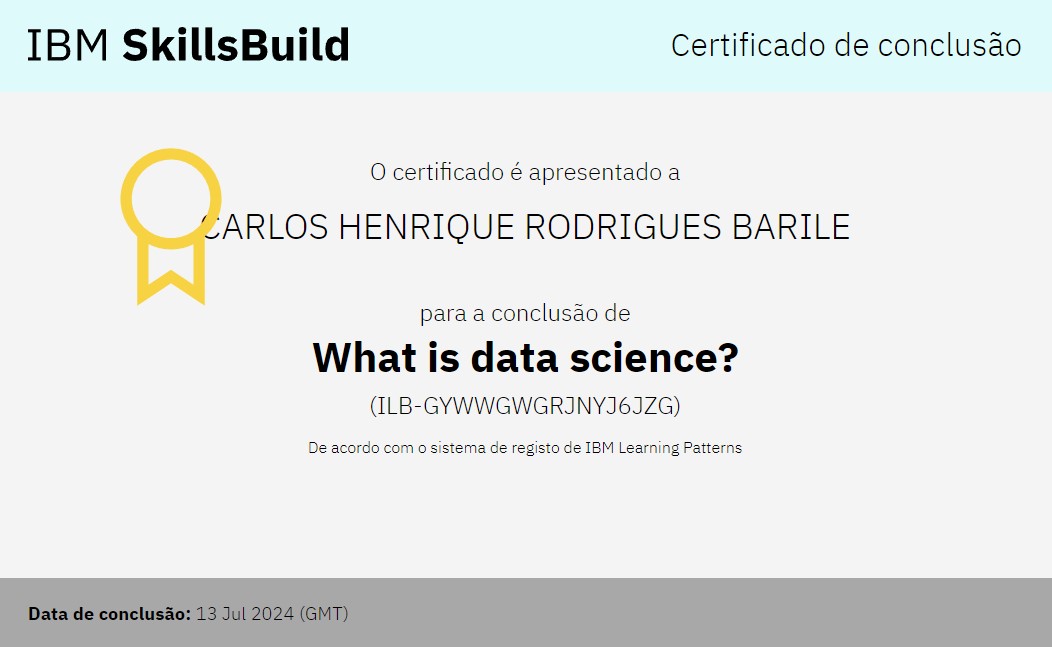 IBM SkillsBuild
Certificado de conclusão
O certificado é apresentado a
CARLOS HENRIQUE RODRIGUES BARILE
para a conclusão de
What is data science?
(ILB-GYWWGWGRJNYJ6JZG)
De acordo com o sistema de registo de IBM Learning Patterns
Data de conclusão: 13 Jul 2024 (GMT)